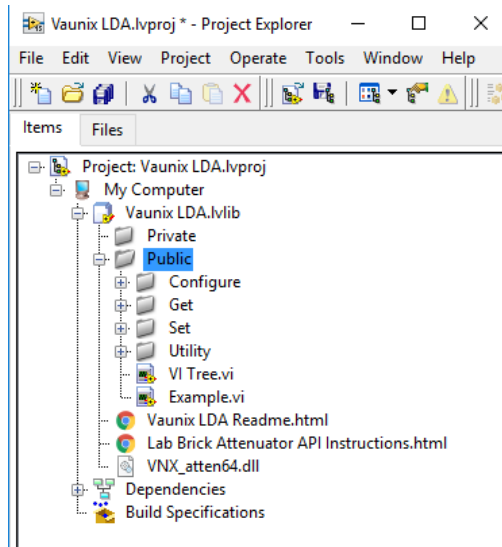 Vaunix LDA.lvproj * - Project Explorer
File Edit View Project Operate Tools Window Help
Items Files
Project: Vaunix LDA.lvproj
My Computer
Vaunix LDA.lvlib
Private
Public
Configure
Get
Set
Utility
VI Tree.vi
Example.vi
Vaunix LDA Readme.html
Lab Brick Attenuator API Instructions.html
VNX_atten64.dll
Dependencies
Build Specifications